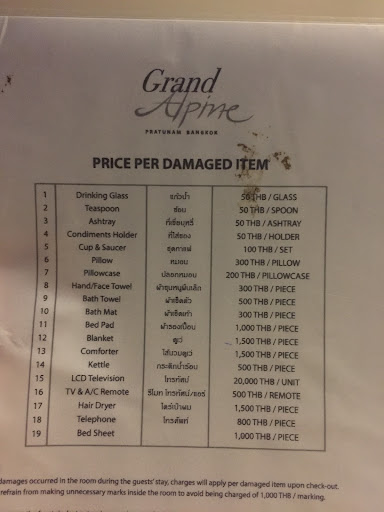 Grand
Alpine
PRATUNAM BANGKOK
PRICE PER DAMAGED ITEM
1 Drinking Glass แก้วน้ำ 50 THB / GLASS
2 Teaspoon ช้อน 50 THB / SPOON
3 Ashtray ที่เขี่ยบุหรี่ 50 THB / ASHTRAY
4 Condiments Holder ที่ใส่ซอง 50 THB / HOLDER
5 Cup & Saucer ชุดกาแฟ 100 THB / SET
6 Pillow หมอน 300 THB / PILLOW
7 Pillowcase ปลอกหมอน 200 THB / PILLOWCASE
8 Hand/Face Towel ผ้าขนหนูผืนเล็ก 300 THB / PIECE
9 Bath Towel ผ้าเช็ดตัว 500 THB / PIECE
10 Bath Mat ผ้าเช็ดเท้า 300 THB / PIECE
11 Bed Pad ผ้ารองเปื้อน 1,000 THB / PIECE
12 Blanket 1,500 THB / PIECE
13 Comforter ไส้นวมดูเว่ 1,500 THB / PIECE
14 Kettle กระติกน้ำร้อน 500 THB / PIECE
15 LCD Television โทรทัศน์ 20,000 THB / UNIT
16 TV & A/C Remote รีโมท โทรทัศน์/แอร์ 500 THB / REMOTE
17 Hair Dryer ไดร์เป่าผม 1,500 THB / PIECE
18 Telephone โทรศัพท์ 800 THB / PIECE
19 Bed Sheet 1,000 THB / PIECE
damages occurred in the room during the guests' stay, charges will apply per damaged item upon check-out.
refrain from making unnecessary marks inside the room to avoid being charged of 1,000 THB / marking.